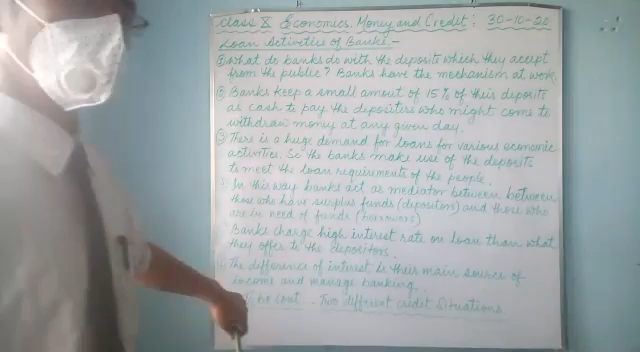 Class X Economics. Money and Credit: 30-10-20
Loan Activities of Banks -
① What do banks do with the deposits which they accept
from the public? Banks have the mechanism at work.
② Banks keep a small amout of 15% of their deposits
as cash to pay the depositers who might come to
withdraw money at any given day.
③ There is a huge demand for loans for various economic
activities. So the banks make use of the deposits
to meet the loan requirements of the people.
In this way banks act as mediator between between
those who have surplus funds (depositors) and those who
are in need of funds (borrowers)
Banks charge high interest rate on loan than what
they offer to the depositors.
The difference of interest is their main source of
income and manage banking.
be cont. Two different credit situations